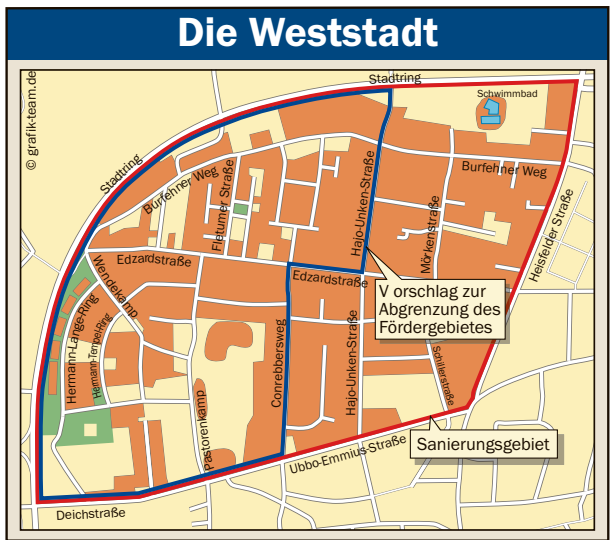 Die Weststadt
© grafik-team.de
Stadtring
Schwimmbad
Stadtring
Burfehner Weg
Burfehner Weg
Fletumer Straße
Hajo-Unken-Straße
Mörkenstraße
Heisfelder Straße
Edzardstraße
Edzardstraße
Wendekamp
V orschlag zur
Abgrenzung des
Fördergebietes
Hermann-Lange-Ring
Hermann-Tempel-Ring
Conrebbersweg
Hajo-Unken-Straße
Schillerstraße
Pastorenkamp
Sanierungsgebiet
Ubbo-Emmius-Straße
Deichstraße